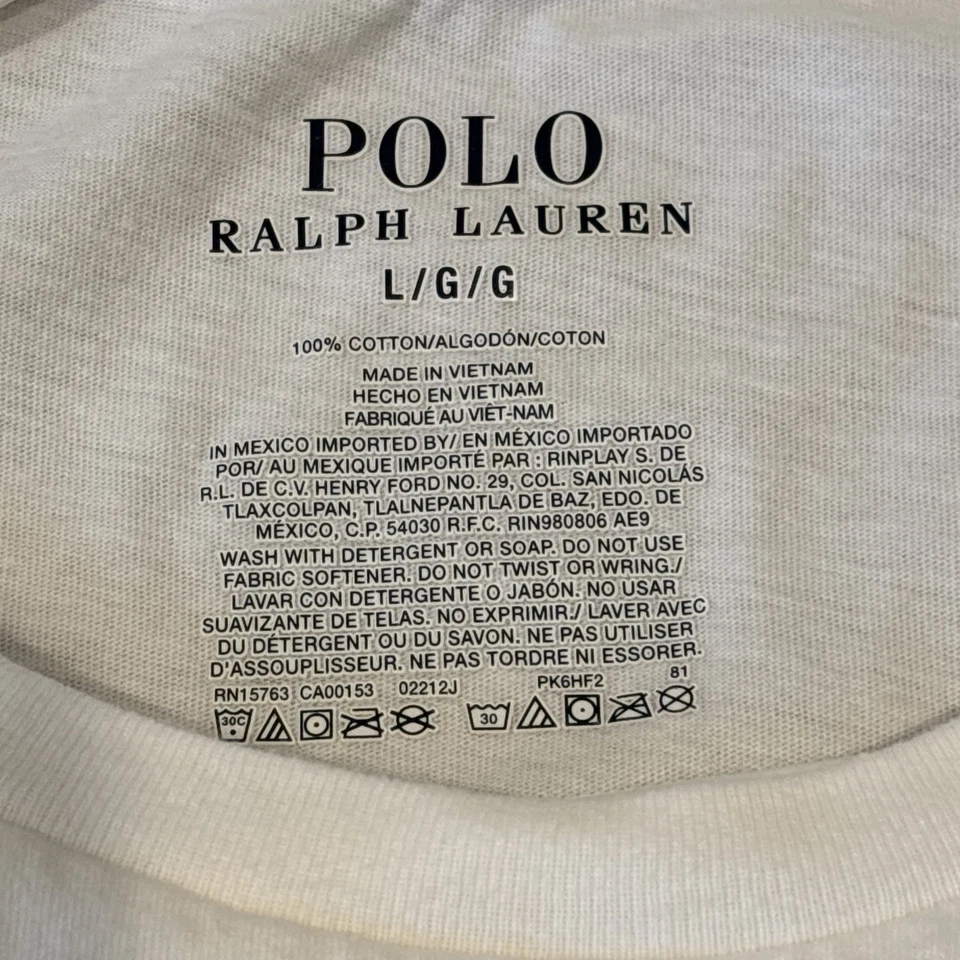 POLO
RALPH LAUREN
L/G/G
100% COTTON/ALGODÓN/COTON
MADE IN VIETNAM
HECHO EN VIETNAM
FABRIQUÉ AU VIÊT-NAM
IN MEXICO IMPORTED BY/ EN MÉXICO IMPORTADO
POR/ AU MEXIQUE IMPORTÉ PAR : RINPLAY S. DE
R.L. DE C.V. HENRY FORD NO. 29, COL. SAN NICOLÁS
TLAXCOLPAN, TLALNEPANTLA DE BAZ, EDO. DE
MÉXICO, C.P. 54030 R.F.C. RIN980806 AE9
WASH WITH DETERGENT OR SOAP. DO NOT USE
FABRIC SOFTENER. DO NOT TWIST OR WRING./
LAVAR CON DETERGENTE O JABÓN. NO USAR
SUAVIZANTE DE TELAS. NO EXPRIMIR./ LAVER AVEC
DU DÉTERGENT OU DU SAVON. NE PAS UTILISER
D'ASSOUPLISSEUR. NE PAS TORDRE NI ESSORER.
RN15763 CA00153 02212J PK6HF2 81
30C 30